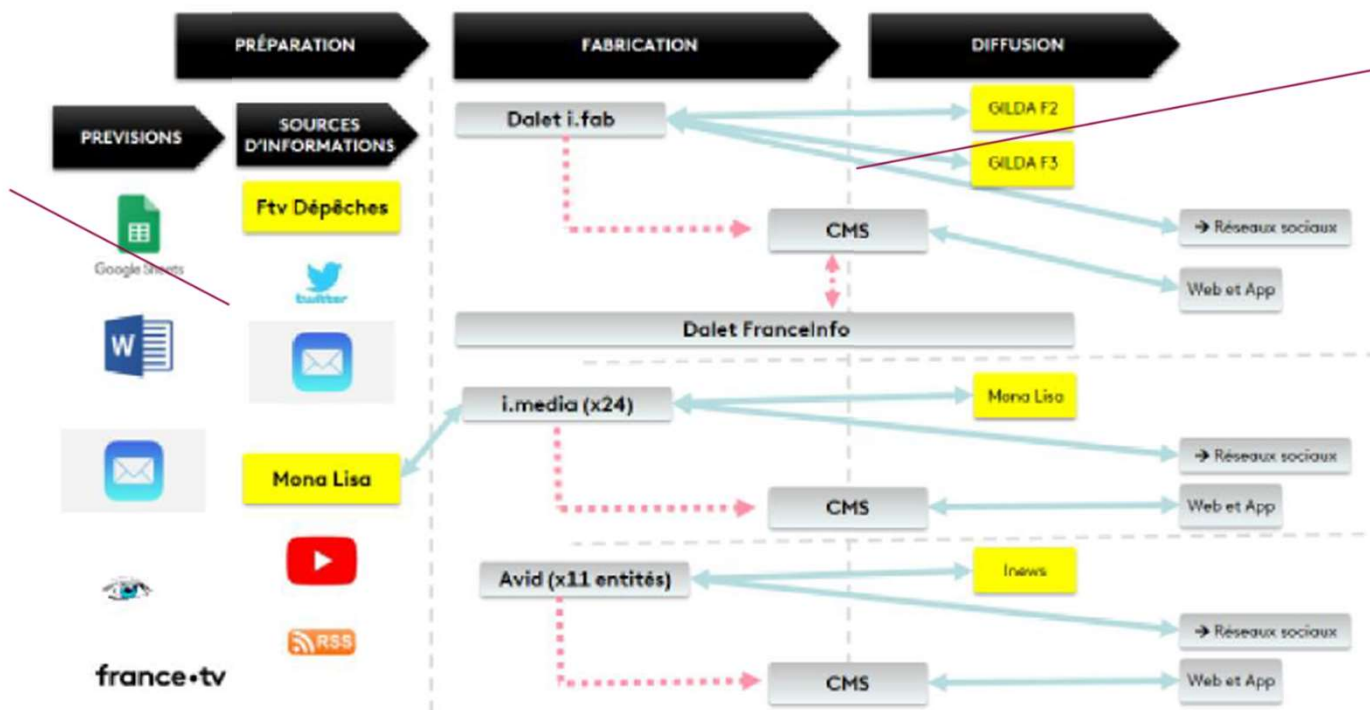 PRÉPARATION
FABRICATION
DIFFUSION
PREVISIONS
SOURCES
D'INFORMATIONS
Google Sheets
W
france•tv
Ftv Dépêches
twitter
Mona Lisa
RSS
Dalet i.fab
GILDA F2
GILDA F3
CMS
→ Réseaux sociaux
Web et App
Dalet FranceInfo
i.media (x24)
Mona Lisa
→ Réseaux sociaux
CMS
Web et App
Avid (x11 entités)
Inews
→ Réseaux sociaux
CMS
Web et App